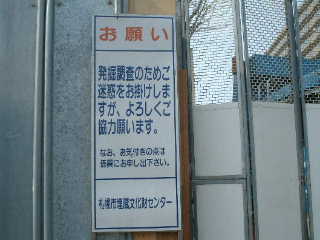 お願い
発掘調査のためご
迷惑をお掛けしま
すが、よろしくご
協力願います。
なお、お気付きの点は
係員にお申し出下さい。
札幌市埋蔵文化財センター